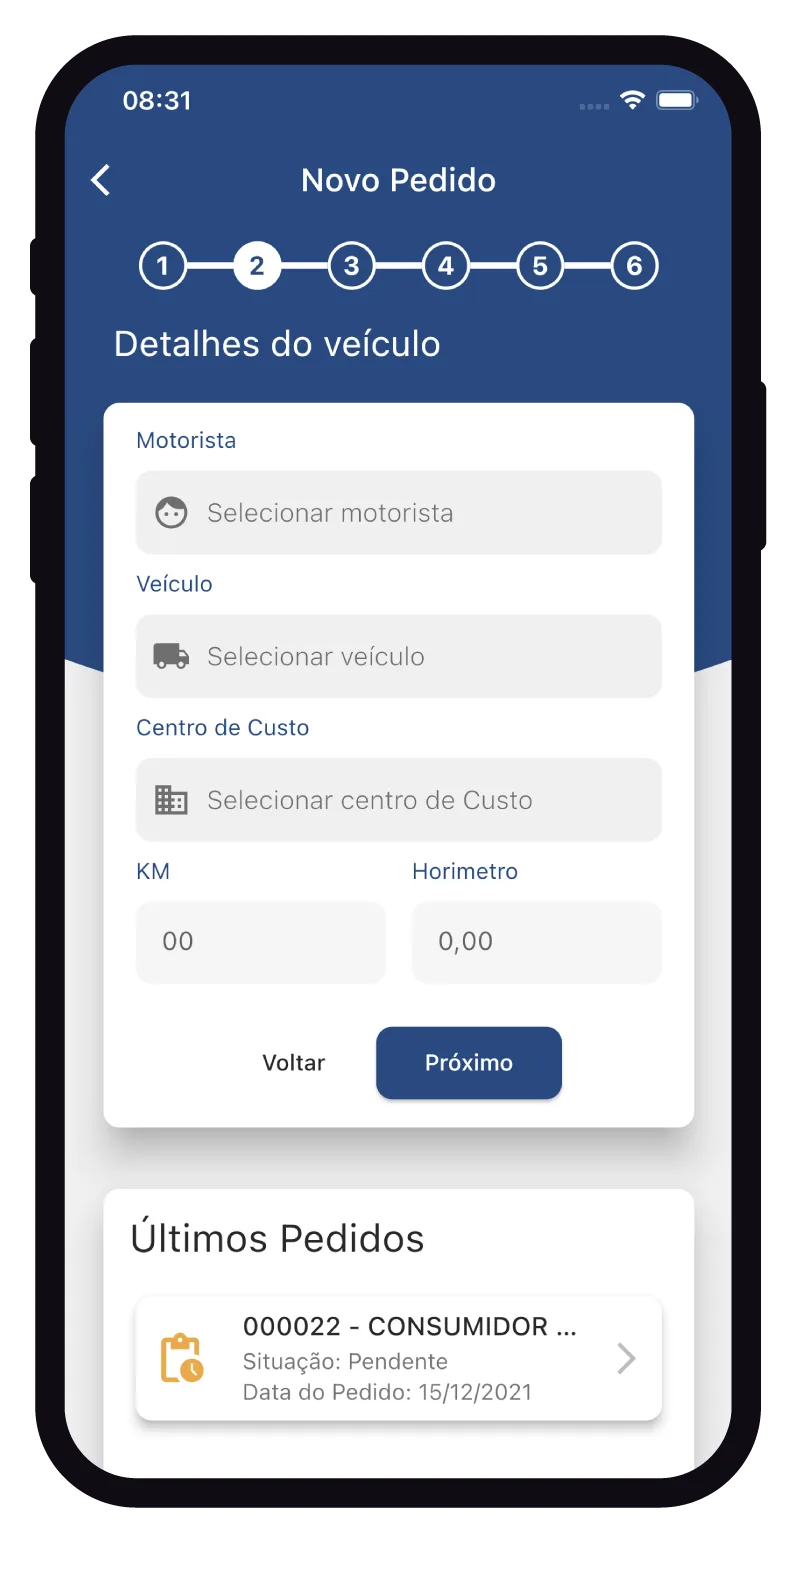 08:31
Novo Pedido
1 2 3 4 5 6
Detalhes do veículo
Motorista
Selecionar motorista
Veículo
Selecionar veículo
Centro de Custo
Selecionar centro de Custo
KM Horimetro
00 0,00
Voltar Próximo
Últimos Pedidos
000022 - CONSUMIDOR ...
Situação: Pendente
Data do Pedido: 15/12/2021